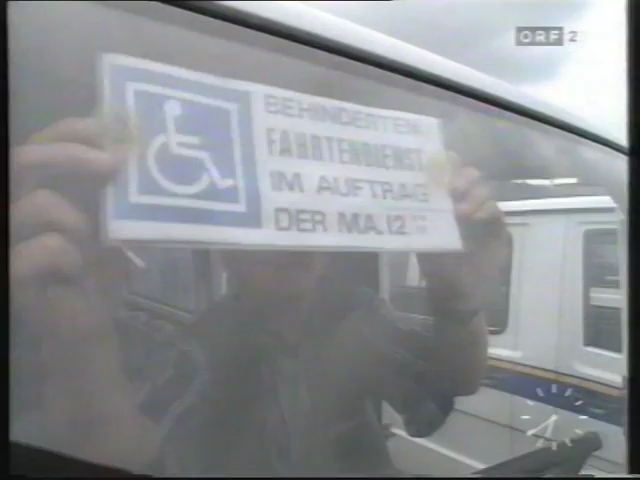 ORF 2
BEHINDERTEN
FAHRTENDIENST
IM AUFTRAG
DER MA.12